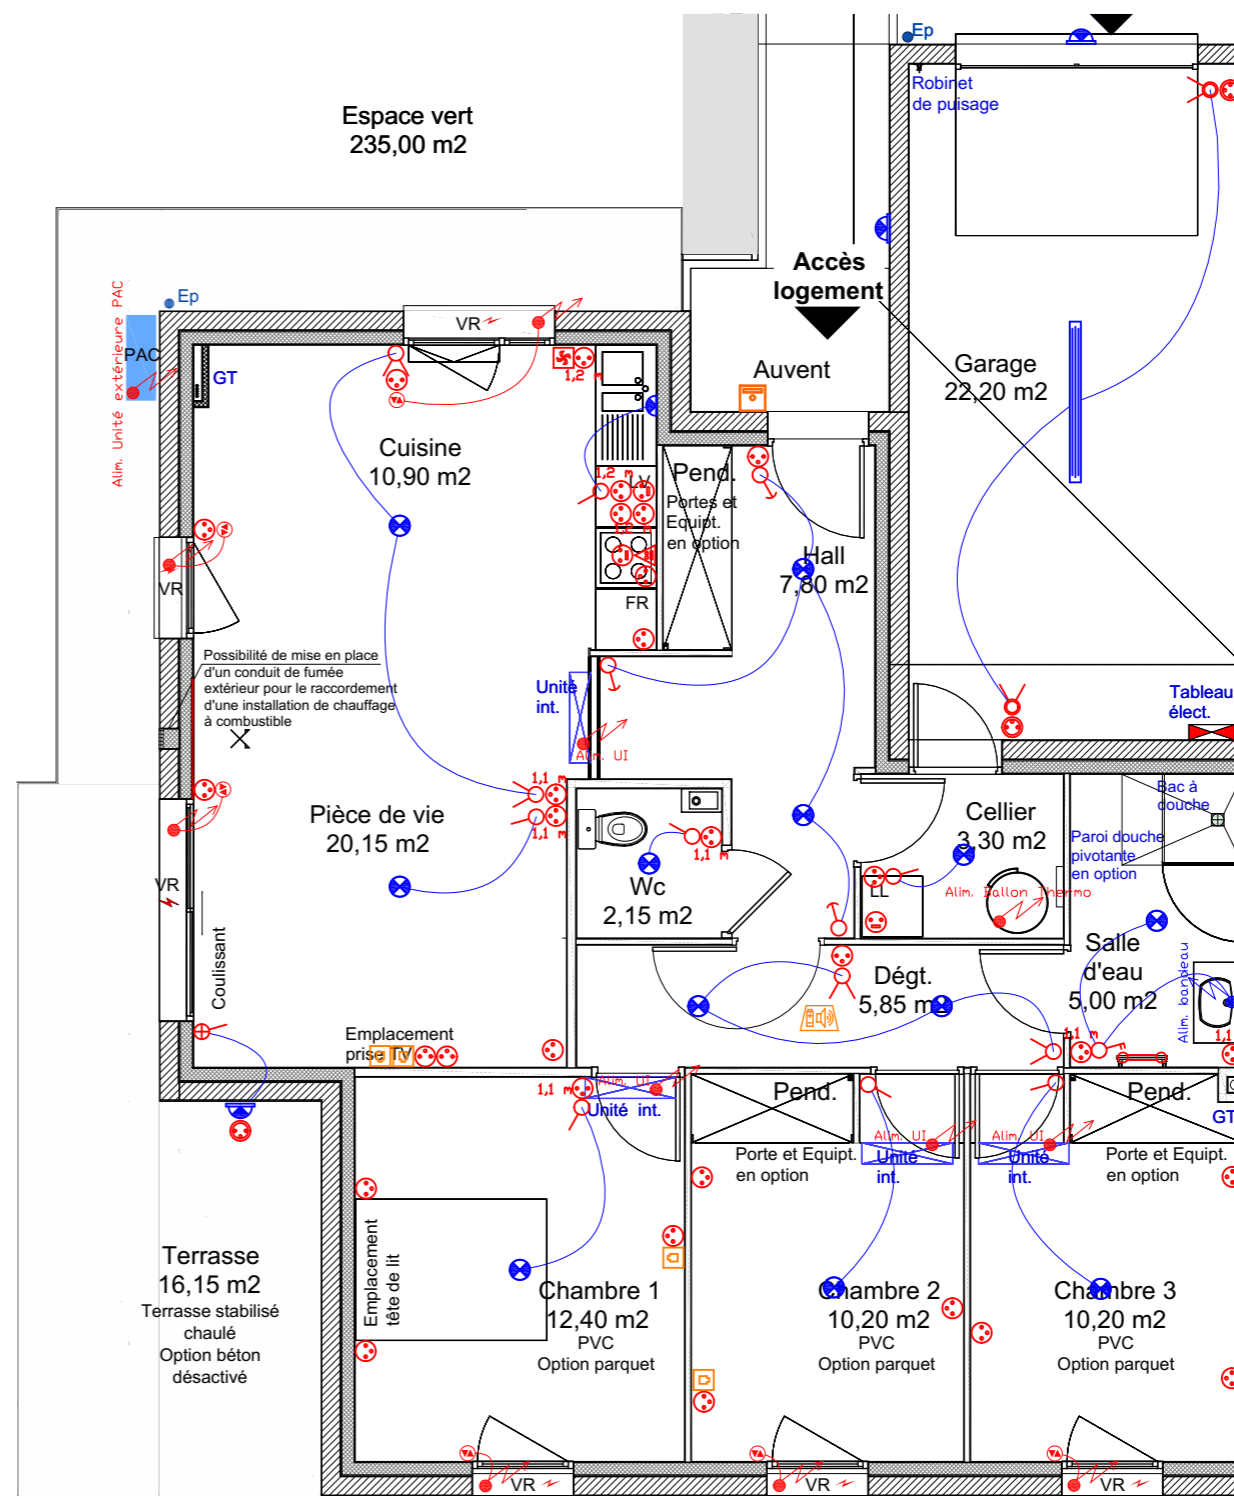 Ep
Robinet
de puisage
Espace vert
235,00 m2
Accès
logement
Ep
VR
PAC
Alim. Unité extérieure PAC
GT
1,2 m
Auvent
Garage
22,20 m2
Cuisine
10,90 m2
1,2 m
LV
1,2 m
Pend.
Portes et
Equipt.
en option
Hall
7,80 m2
VR
FR
Possibilité de mise en place
d'un conduit de fumée
extérieur pour le raccordement
d'une installation de chauffage
à combustible
Unité
int.
Alim. UI
Tableau
élect.
1,1 m
1,1 m
Pièce de vie
20,15 m2
Bac à
douche
Cellier
3,30 m2
Paroi douche
pivotante
en option
1,1 m
Wc
2,15 m2
VR
LL
Alim. Ballon Thermo
Coulissant
Salle
d'eau
5,00 m2
Alim. bandeau
Dégt.
5,85 m2
Emplacement
prise TV
1,1 m
1,1
1,1 m
Alim. UI
Unité int.
Pend.
Pend.
GT
Alim. UI
Unité
int.
Alim. UI
Unité
int.
Porte et Equipt.
en option
Porte et Equipt.
en option
Emplacement
tête de lit
Terrasse
16,15 m2
Terrasse stabilisé
chaulé
Option béton
désactivé
Chambre 1
12,40 m2
PVC
Option parquet
Chambre 2
10,20 m2
PVC
Option parquet
Chambre 3
10,20 m2
PVC
Option parquet
VR
VR
VR